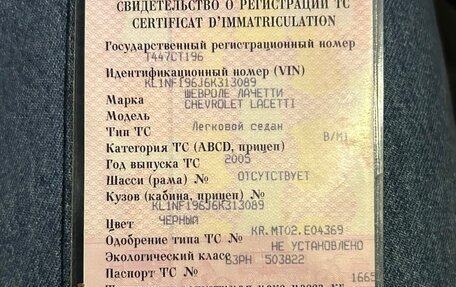 СВИДЕТЕЛЬСТВО О РЕГИСТРАЦИИ ТС
CERTIFICAT D'IMMATRICULATION
Государственный регистрационный номер
Т447СТ196
Идентификационный номер (VIN)
KL1NF196J6K313089
Марка ШЕВРОЛЕ ЛАЧЕТТИ
CHEVROLET LACETTI
Модель
Тип ТС Легковой седан
Категория ТС (ABCD, прицеп) B/M1
Год выпуска ТС 2005
Шасси (рама) № ОТСУТСТВУЕТ
Кузов (кабина, прицеп) №
KL1NF196J6K313089
Цвет ЧЕРНЫЙ
Одобрение типа ТС № KR.MT02.E04369
Экологический класс НЕ УСТАНОВЛЕНО
Паспорт ТС № 503822
1665